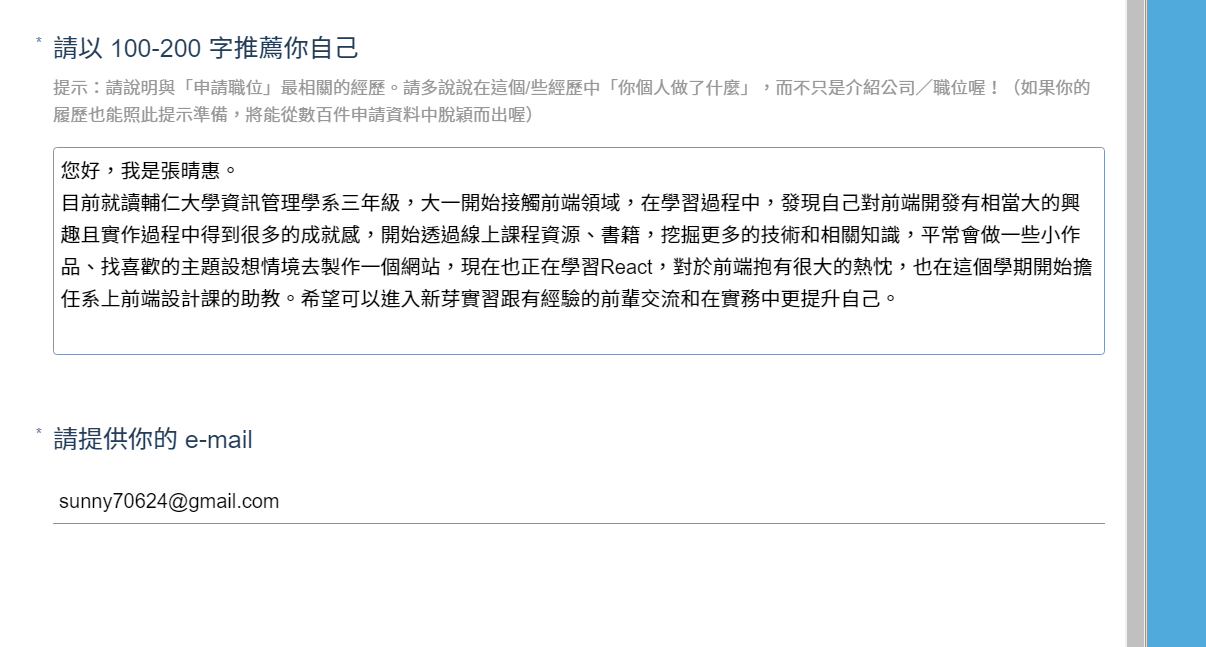 * 請以 100-200 字推薦你自己
提示：請說明與「申請職位」最相關的經歷。請多說說在這個/些經歷中「你個人做了什麼」，而不只是介紹公司／職位喔！（如果你的
履歷也能照此提示準備，將能從數百件申請資料中脫穎而出喔）
您好，我是張晴惠。
目前就讀輔仁大學資訊管理學系三年級，大一開始接觸前端領域，在學習過程中，發現自己對前端開發有相當大的興
趣且實作過程中得到很多的成就感，開始透過線上課程資源、書籍，挖掘更多的技術和相關知識，平常會做一些小作
品、找喜歡的主題設想情境去製作一個網站，現在也正在學習React，對於前端抱有很大的熱忱，也在這個學期開始擔
任系上前端設計課的助教。希望可以進入新芽實習跟有經驗的前輩交流和在實務中更提升自己。
* 請提供你的 e-mail
sunny70624@gmail.com